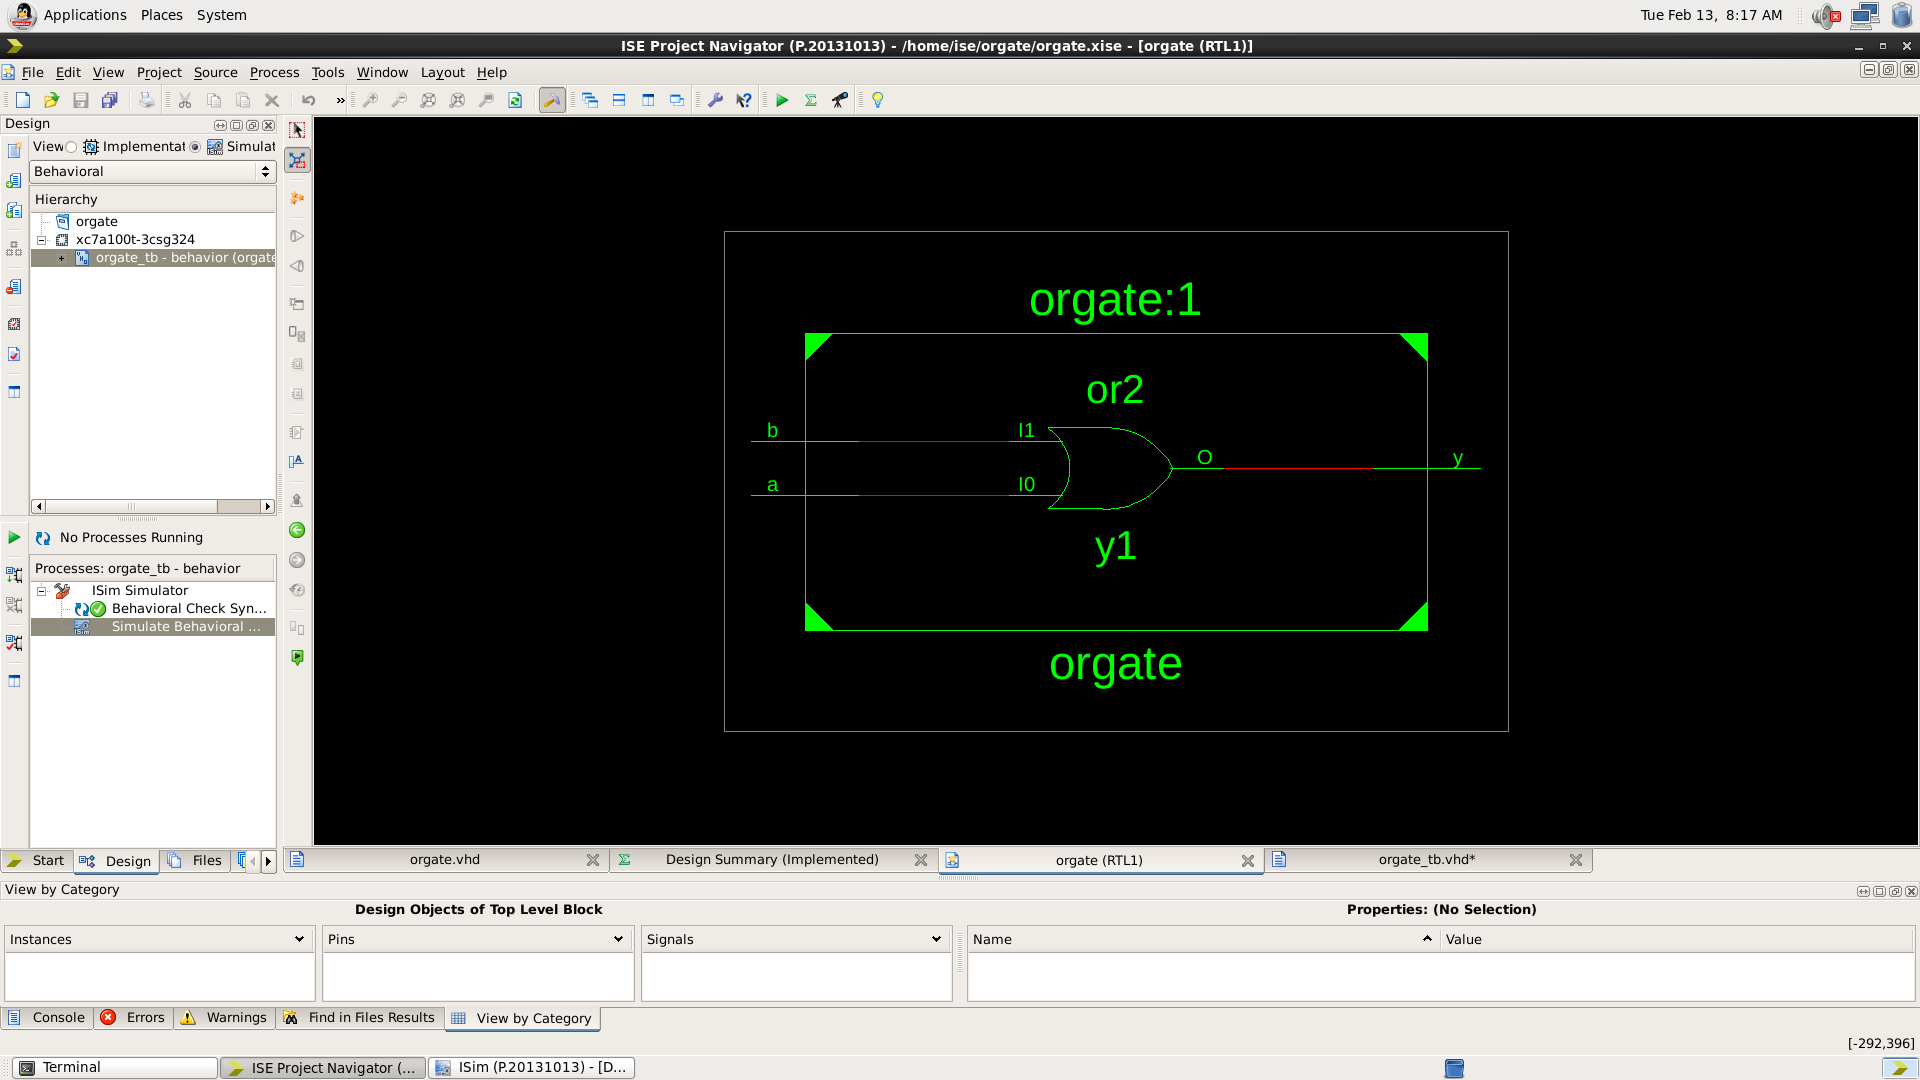 Applications Places System
Tue Feb 13, 8:17 AM
ISE Project Navigator (P.20131013) - /home/ise/orgate/orgate.xise - [orgate (RTL1)]
File Edit View Project Source Process Tools Window Layout Help
»
Design
View Implementat Simulat
Behavioral
Hierarchy
orgate
xc7a100t-3csg324
orgate_tb - behavior (orgate
No Processes Running
Processes: orgate_tb - behavior
ISim Simulator
Behavioral Check Syn...
Simulate Behavioral ...
Start Design Files
orgate:1
or2
b I1
O y
a I0
y1
orgate
orgate.vhd Design Summary (Implemented) orgate (RTL1) orgate_tb.vhd*
View by Category
Design Objects of Top Level Block Properties: (No Selection)
Instances Pins Signals Name Value
Console Errors Warnings Find in Files Results View by Category
[-292,396]
Terminal ISE Project Navigator (... ISim (P.20131013) - [D...